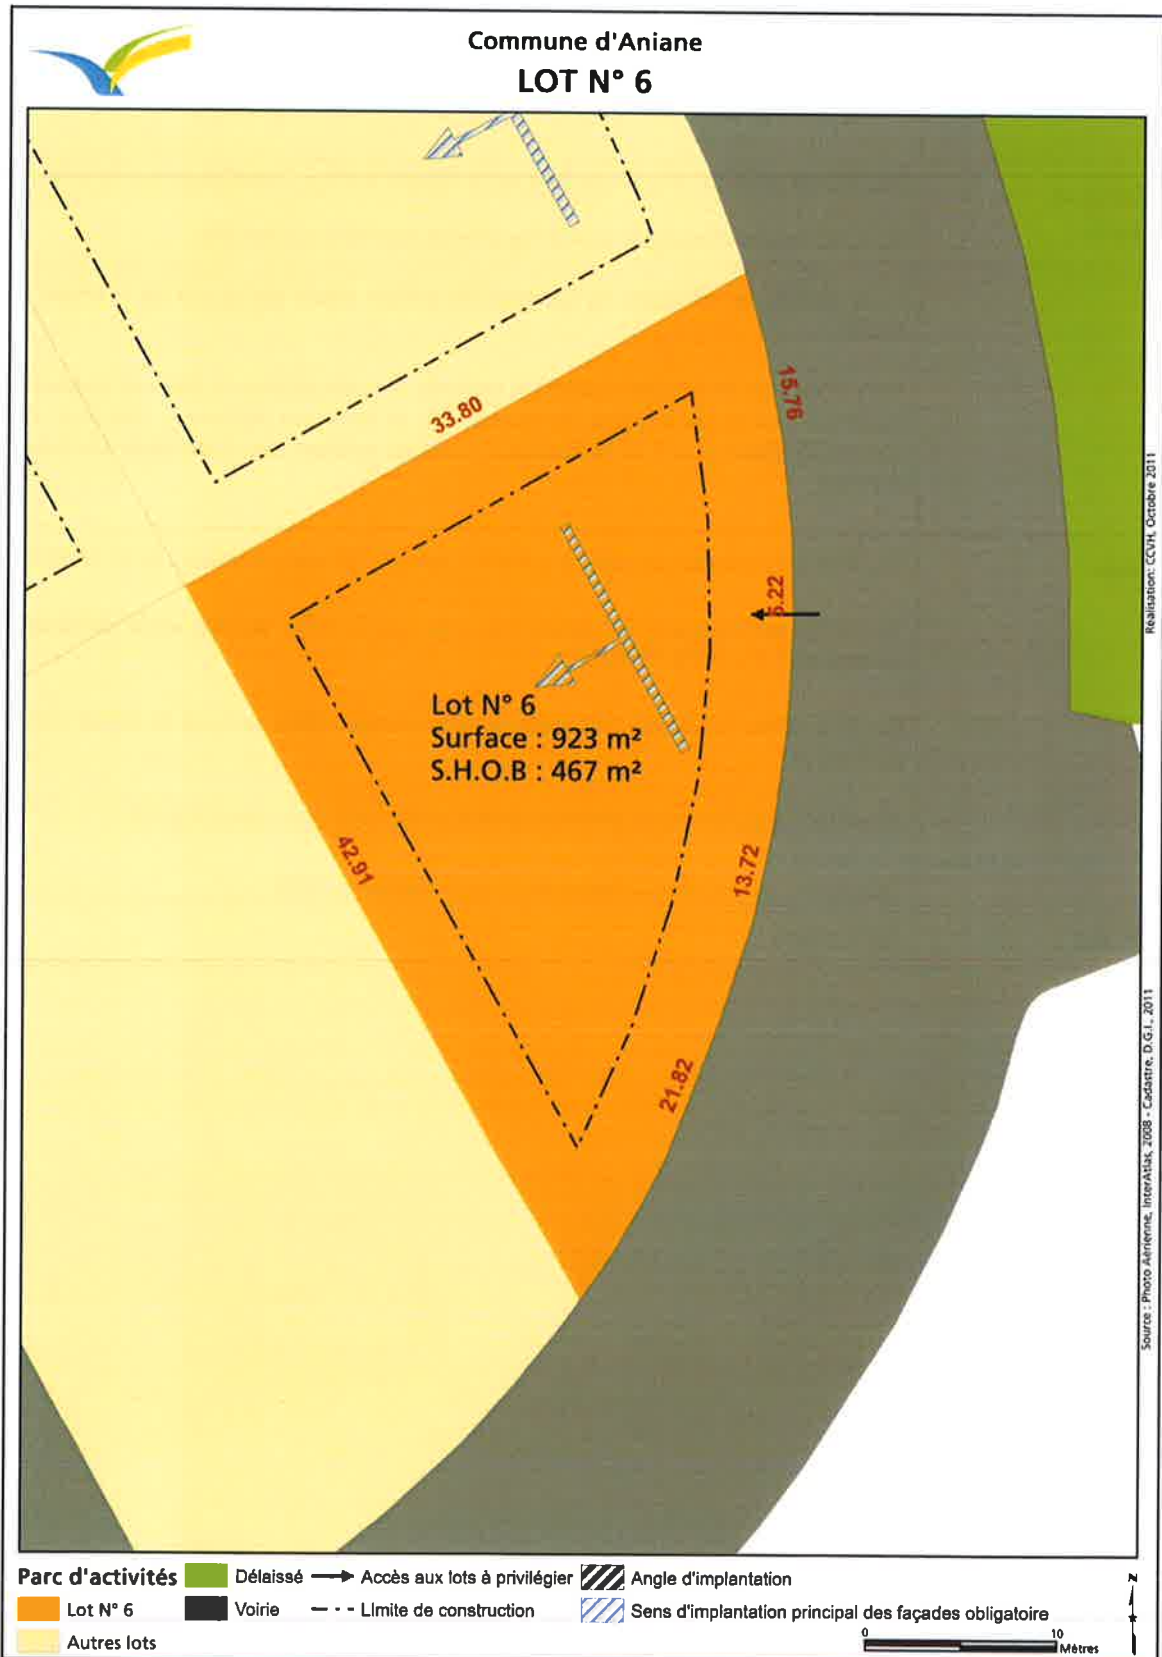 Commune d'Aniane
LOT N° 6
33.80
15.76
5.22
Lot N° 6
Surface : 923 m²
S.H.O.B : 467 m²
42.91
13.72
21.82
Realisation: CCVH, Octobre 2011
Source : Photo Aérienne, InterAtlas, 2008 - Cadastre, D.G.I., 2011
Parc d'activités
Délaissé
Accès aux lots à privilégier
Angle d'implantation
Lot N° 6
Voirie
Limite de construction
Sens d'implantation principal des façades obligatoire
Autres lots
N
0
10
Mètres